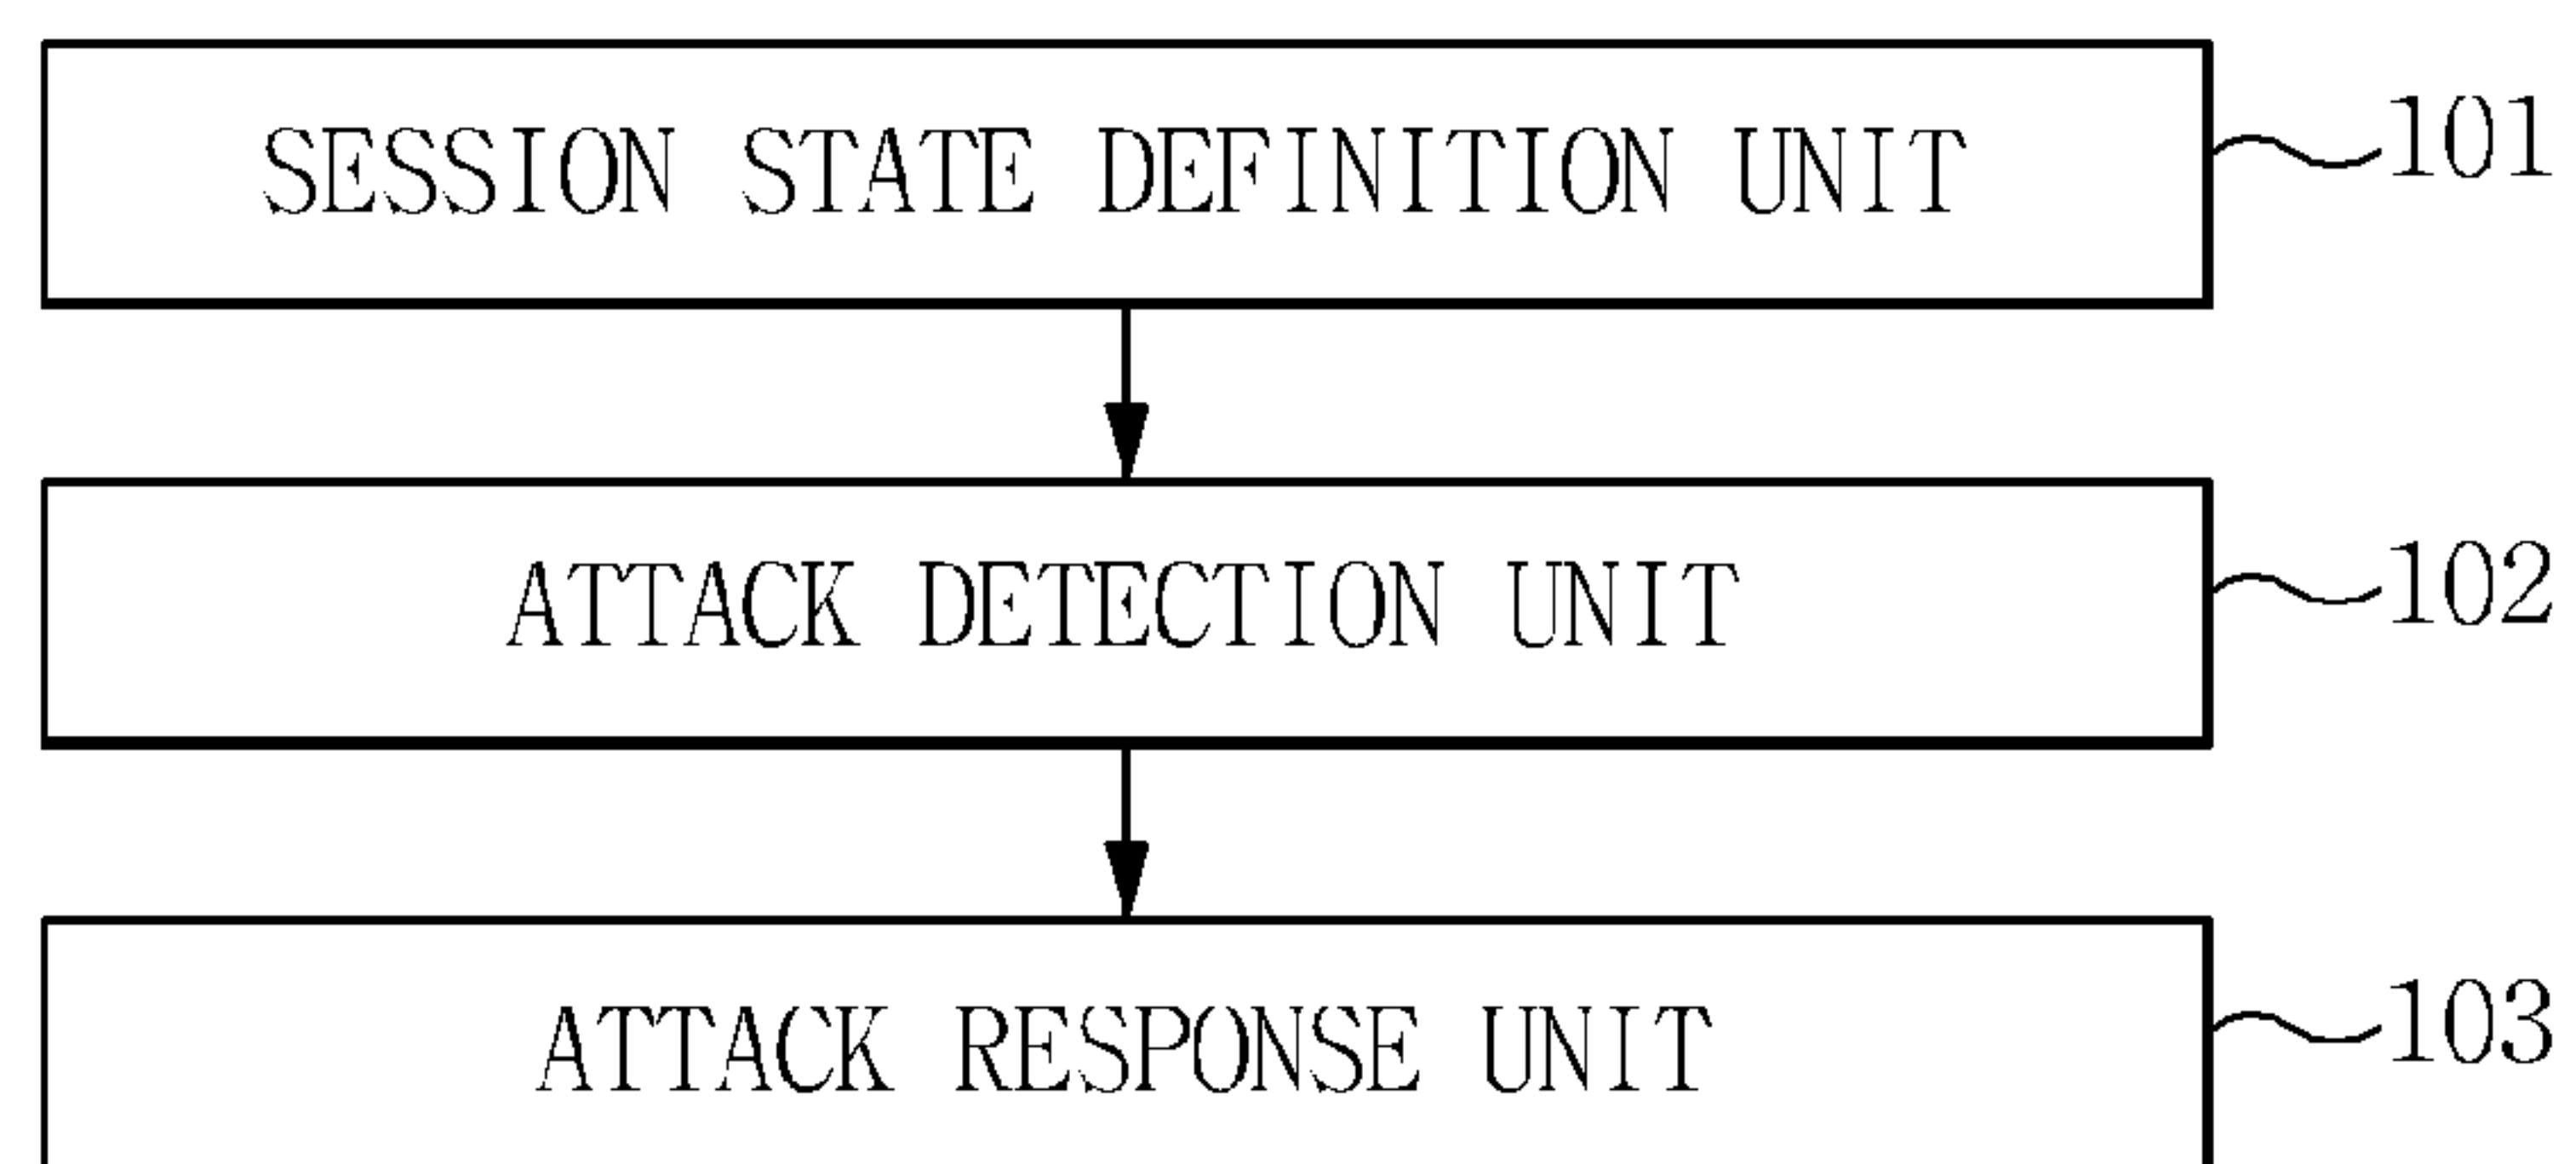 SESSION STATE DEFINITION UNIT 101
ATTACK DETECTION UNIT 102
ATTACK RESPONSE UNIT 103